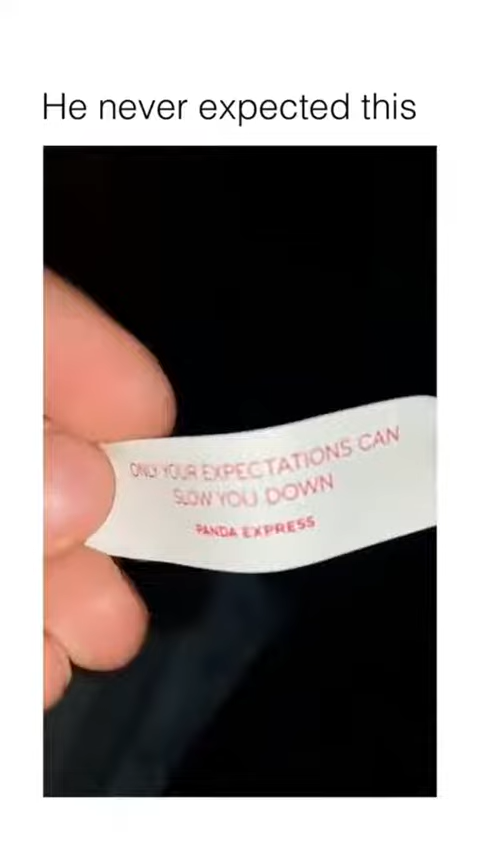 He never expected this
ONLY YOUR EXPECTATIONS CAN
SLOW YOU DOWN
PANDA EXPRESS